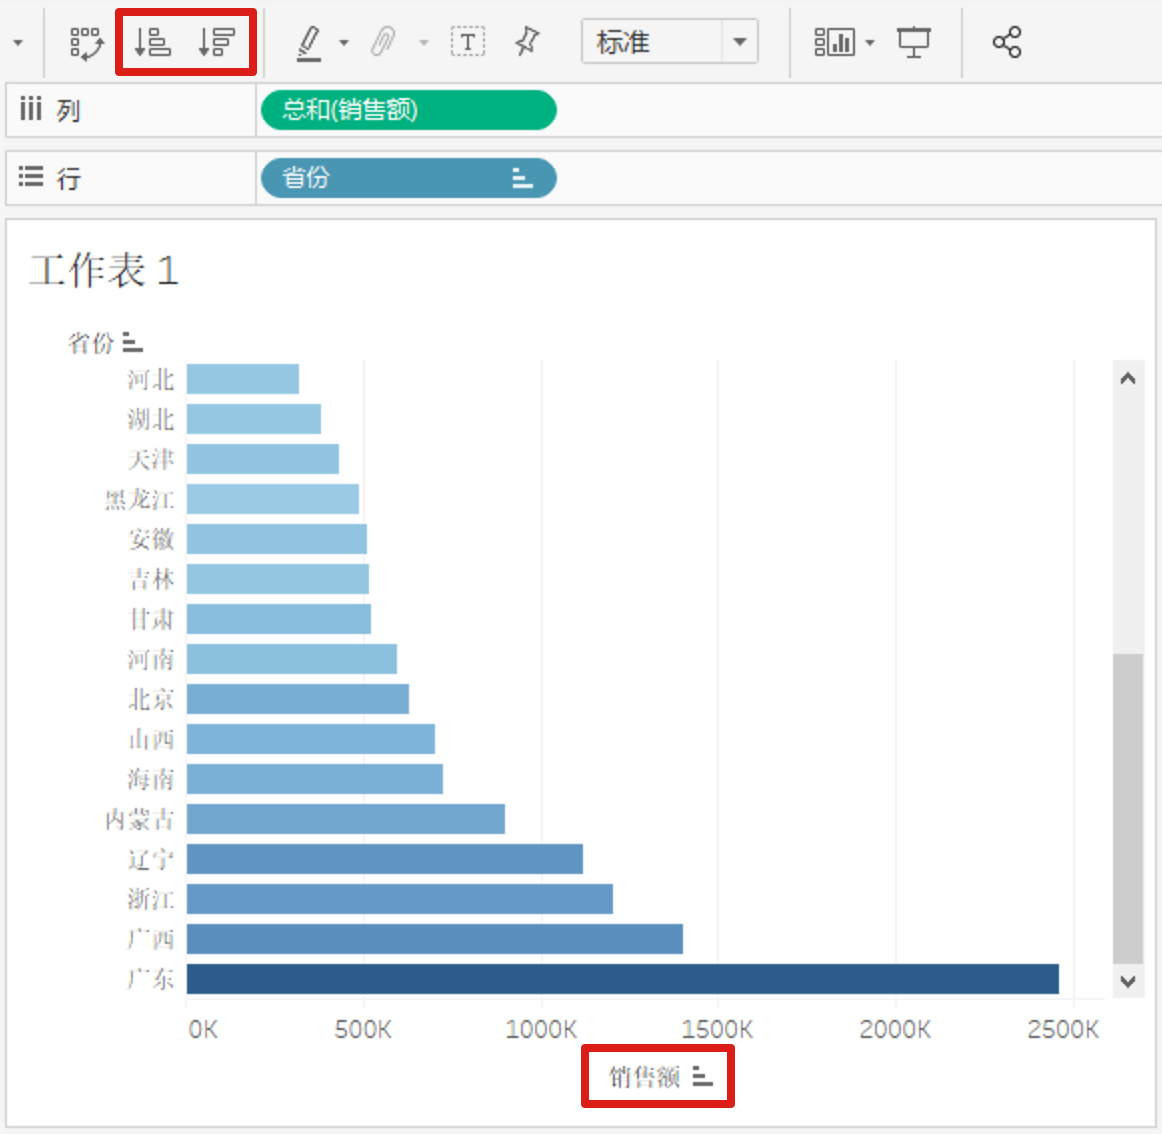 T 标准
列 总和(销售额)
行 省份
工作表 1
省份
河北
湖北
天津
黑龙江
安徽
吉林
甘肃
河南
北京
山西
海南
内蒙古
辽宁
浙江
广西
广东
0K 500K 1000K 1500K 2000K 2500K
销售额